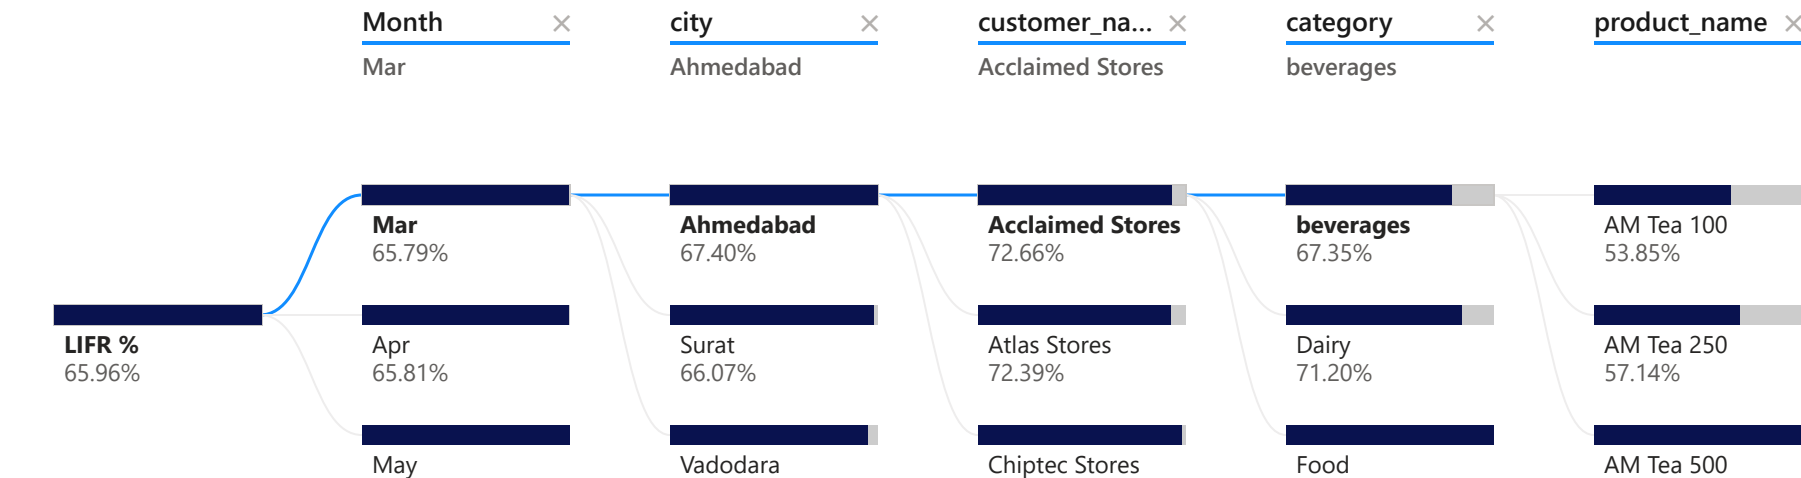 Month
city
customer_na...
category
product_name
Mar
Ahmedabad
Acclaimed Stores
beverages
Mar
65.79%
Ahmedabad
67.40%
Acclaimed Stores
72.66%
beverages
67.35%
AM Tea 100
53.85%
LIFR %
65.96%
Apr
65.81%
Surat
66.07%
Atlas Stores
72.39%
Dairy
71.20%
AM Tea 250
57.14%
May
Vadodara
Chiptec Stores
Food
AM Tea 500